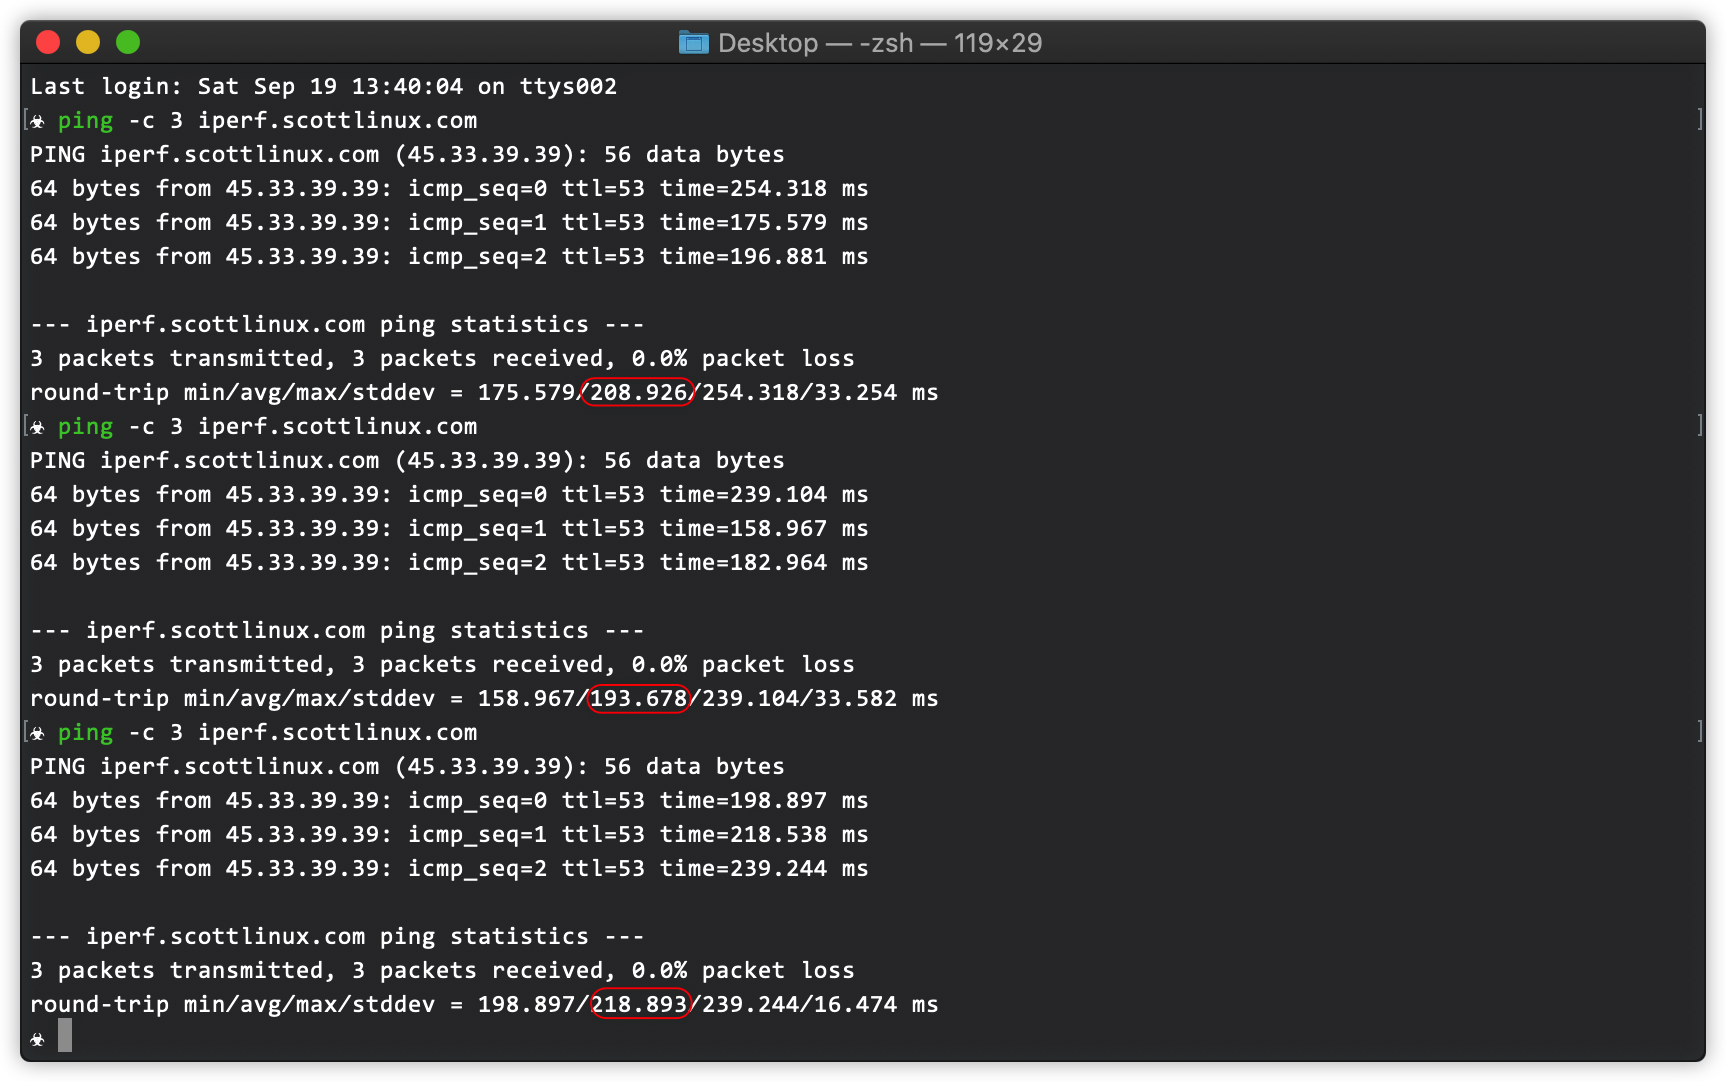 Desktop — -zsh — 119×29
Last login: Sat Sep 19 13:40:04 on ttys002
[☣ ping -c 3 iperf.scottlinux.com ]
PING iperf.scottlinux.com (45.33.39.39): 56 data bytes
64 bytes from 45.33.39.39: icmp_seq=0 ttl=53 time=254.318 ms
64 bytes from 45.33.39.39: icmp_seq=1 ttl=53 time=175.579 ms
64 bytes from 45.33.39.39: icmp_seq=2 ttl=53 time=196.881 ms
--- iperf.scottlinux.com ping statistics ---
3 packets transmitted, 3 packets received, 0.0% packet loss
round-trip min/avg/max/stddev = 175.579/208.926/254.318/33.254 ms
[☣ ping -c 3 iperf.scottlinux.com ]
PING iperf.scottlinux.com (45.33.39.39): 56 data bytes
64 bytes from 45.33.39.39: icmp_seq=0 ttl=53 time=239.104 ms
64 bytes from 45.33.39.39: icmp_seq=1 ttl=53 time=158.967 ms
64 bytes from 45.33.39.39: icmp_seq=2 ttl=53 time=182.964 ms
--- iperf.scottlinux.com ping statistics ---
3 packets transmitted, 3 packets received, 0.0% packet loss
round-trip min/avg/max/stddev = 158.967/193.678/239.104/33.582 ms
[☣ ping -c 3 iperf.scottlinux.com ]
PING iperf.scottlinux.com (45.33.39.39): 56 data bytes
64 bytes from 45.33.39.39: icmp_seq=0 ttl=53 time=198.897 ms
64 bytes from 45.33.39.39: icmp_seq=1 ttl=53 time=218.538 ms
64 bytes from 45.33.39.39: icmp_seq=2 ttl=53 time=239.244 ms
--- iperf.scottlinux.com ping statistics ---
3 packets transmitted, 3 packets received, 0.0% packet loss
round-trip min/avg/max/stddev = 198.897/218.893/239.244/16.474 ms
☣